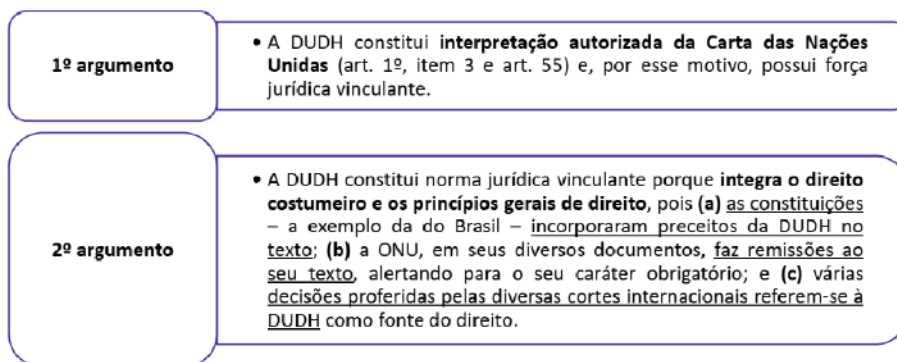 1º argumento
• A DUDH constitui interpretação autorizada da Carta das Nações
Unidas (art. 1º, item 3 e art. 55) e, por esse motivo, possui força
jurídica vinculante.
2º argumento
• A DUDH constitui norma jurídica vinculante porque integra o direito
costumeiro e os princípios gerais de direito, pois (a) as constituições
– a exemplo da do Brasil – incorporaram preceitos da DUDH no
texto; (b) a ONU, em seus diversos documentos, faz remissões ao
seu texto, alertando para o seu caráter obrigatório; e (c) várias
decisões proferidas pelas diversas cortes internacionais referem-se à
DUDH como fonte do direito.